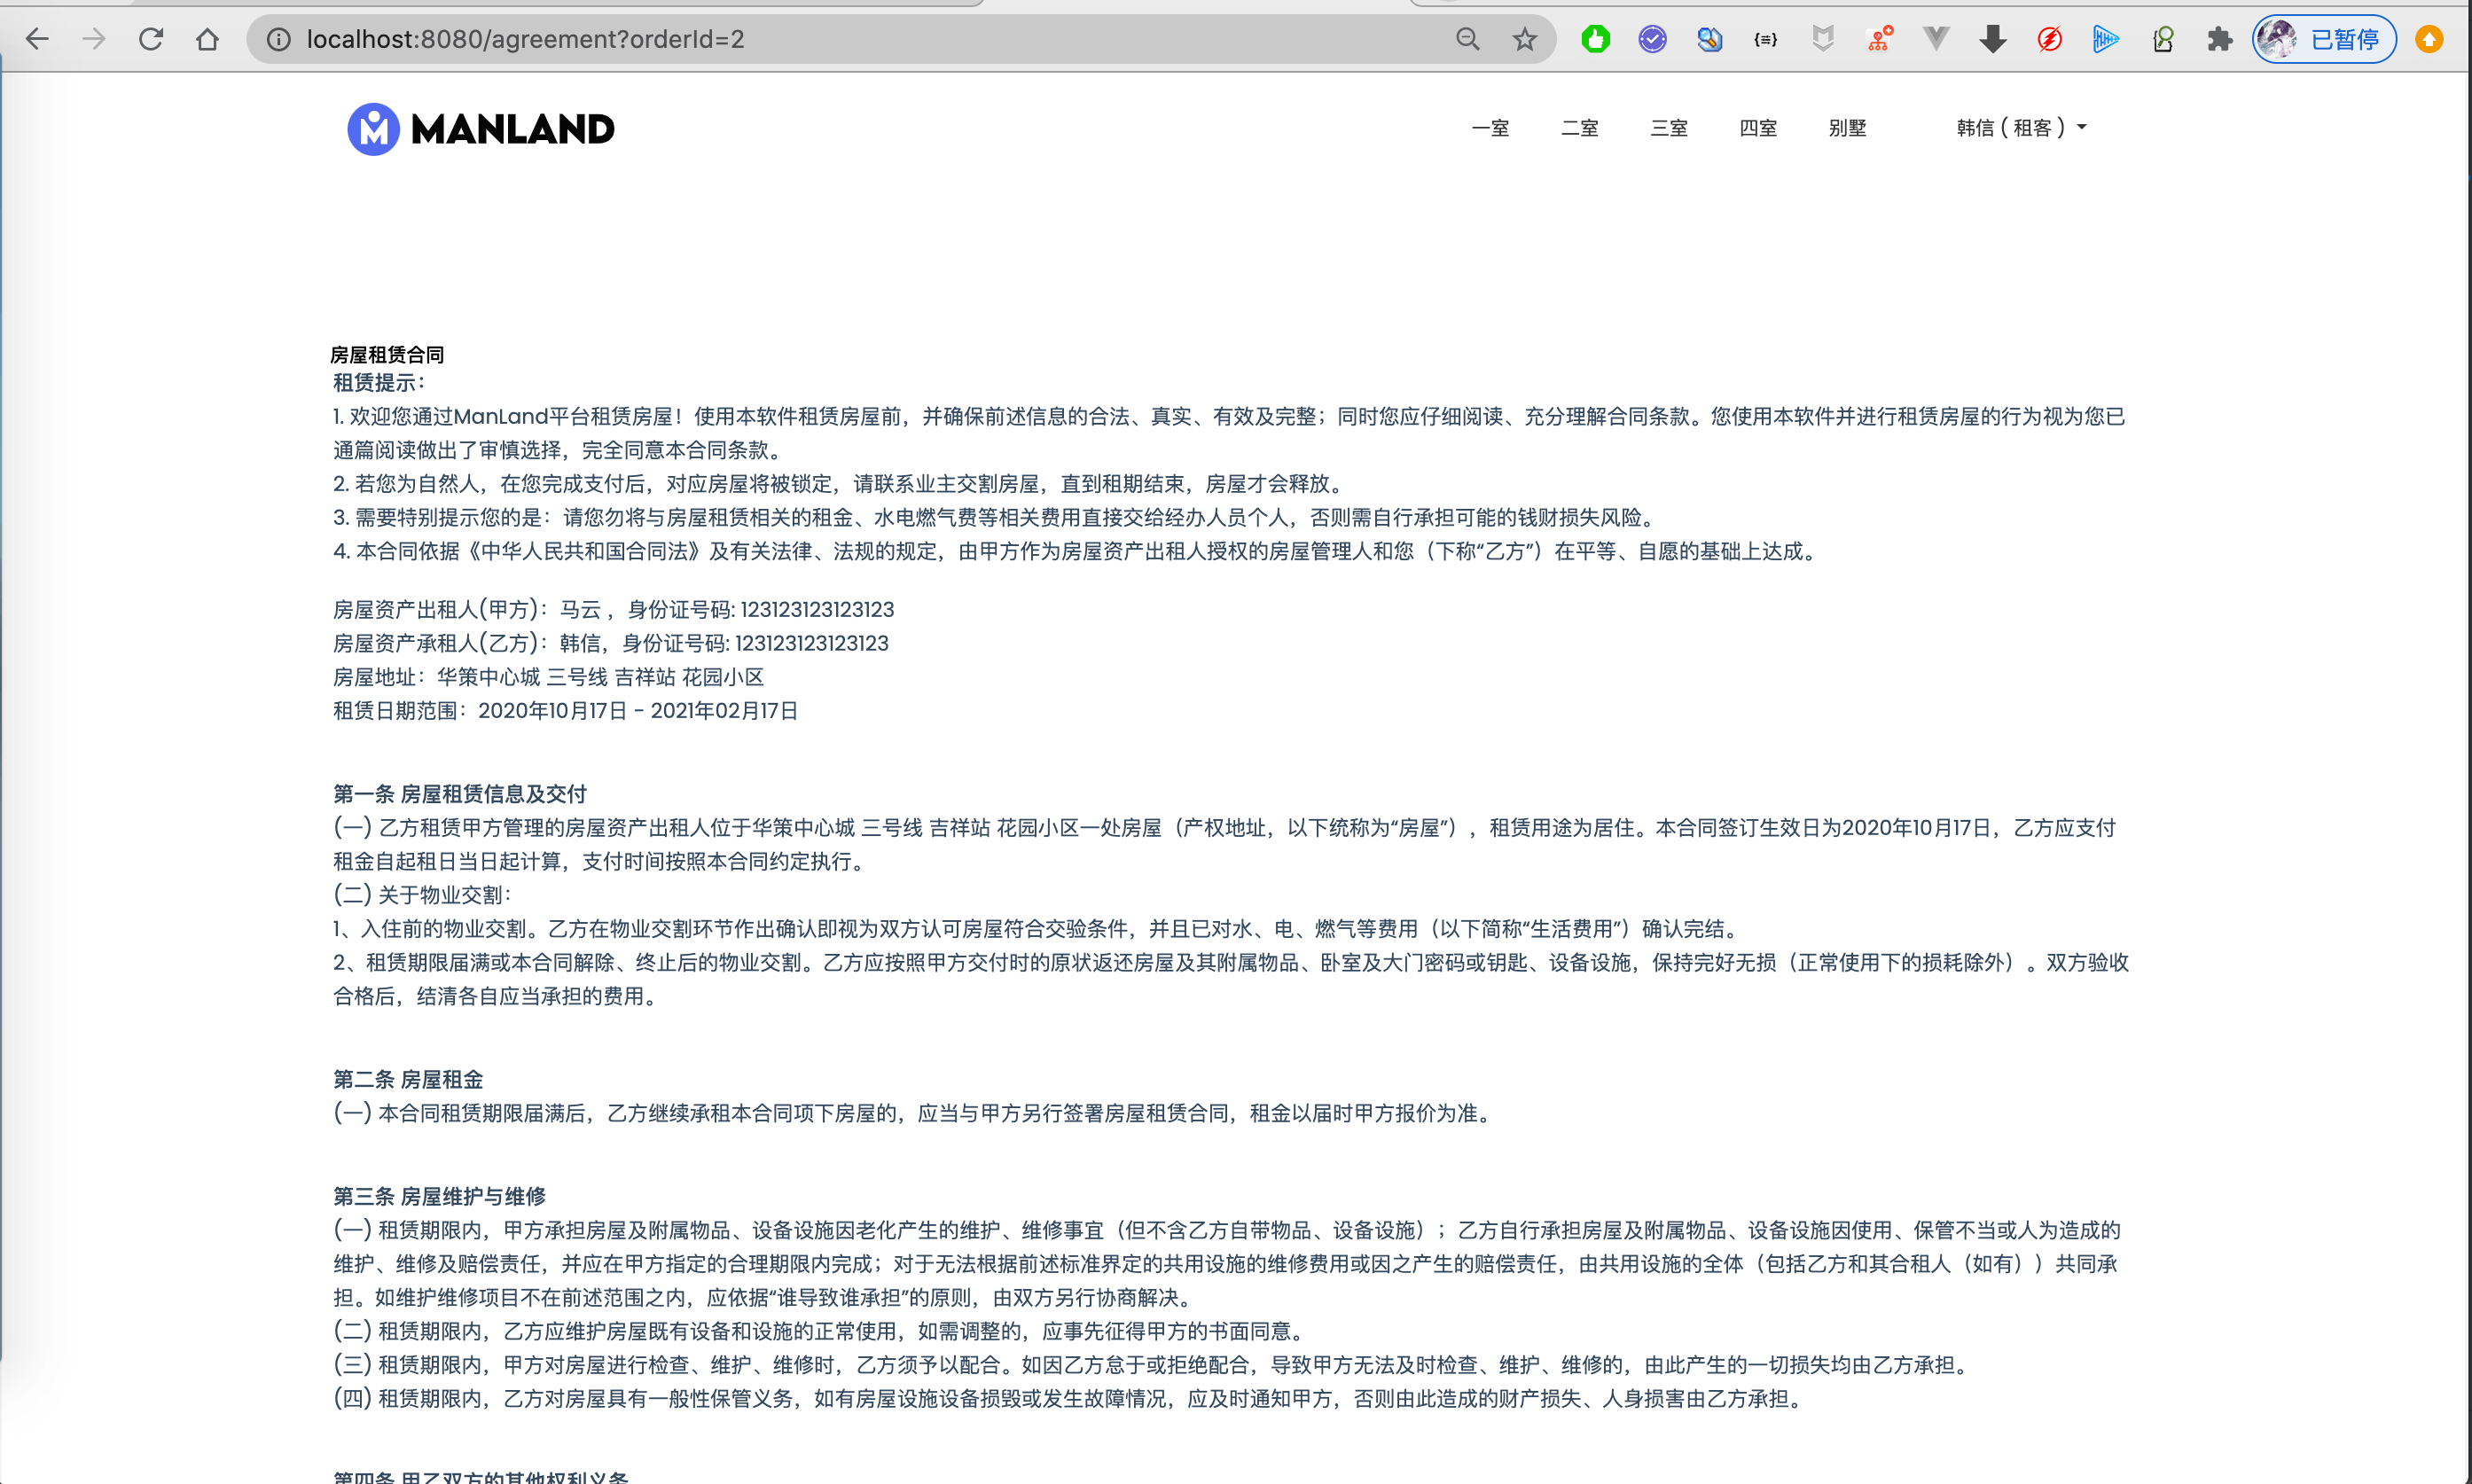 localhost:8080/agreement?orderId=2
已暂停
MANLAND
一室 二室 三室 四室 别墅 韩信 ( 租客 )
房屋租赁合同
租赁提示：
1. 欢迎您通过ManLand平台租赁房屋！使用本软件租赁房屋前，并确保前述信息的合法、真实、有效及完整；同时您应仔细阅读、充分理解合同条款。您使用本软件并进行租赁房屋的行为视为您已
通篇阅读做出了审慎选择，完全同意本合同条款。
2. 若您为自然人，在您完成支付后，对应房屋将被锁定，请联系业主交割房屋，直到租期结束，房屋才会释放。
3. 需要特别提示您的是：请您勿将与房屋租赁相关的租金、水电燃气费等相关费用直接交给经办人员个人，否则需自行承担可能的钱财损失风险。
4. 本合同依据《中华人民共和国合同法》及有关法律、法规的规定，由甲方作为房屋资产出租人授权的房屋管理人和您（下称“乙方”）在平等、自愿的基础上达成。
房屋资产出租人(甲方)：马云 ，身份证号码: 123123123123123
房屋资产承租人(乙方)：韩信，身份证号码: 123123123123123
房屋地址：华策中心城 三号线 吉祥站 花园小区
租赁日期范围：2020年10月17日 - 2021年02月17日
第一条 房屋租赁信息及交付
(一) 乙方租赁甲方管理的房屋资产出租人位于华策中心城 三号线 吉祥站 花园小区一处房屋（产权地址，以下统称为“房屋”），租赁用途为居住。本合同签订生效日为2020年10月17日，乙方应支付
租金自起租日当日起计算，支付时间按照本合同约定执行。
(二) 关于物业交割：
1、入住前的物业交割。乙方在物业交割环节作出确认即视为双方认可房屋符合交验条件，并且已对水、电、燃气等费用（以下简称“生活费用”）确认完结。
2、租赁期限届满或本合同解除、终止后的物业交割。乙方应按照甲方交付时的原状返还房屋及其附属物品、卧室及大门密码或钥匙、设备设施，保持完好无损（正常使用下的损耗除外）。双方验收
合格后，结清各自应当承担的费用。
第二条 房屋租金
(一) 本合同租赁期限届满后，乙方继续承租本合同项下房屋的，应当与甲方另行签署房屋租赁合同，租金以届时甲方报价为准。
第三条 房屋维护与维修
(一) 租赁期限内，甲方承担房屋及附属物品、设备设施因老化产生的维护、维修事宜（但不含乙方自带物品、设备设施）；乙方自行承担房屋及附属物品、设备设施因使用、保管不当或人为造成的
维护、维修及赔偿责任，并应在甲方指定的合理期限内完成；对于无法根据前述标准界定的共用设施的维修费用或因之产生的赔偿责任，由共用设施的全体（包括乙方和其合租人（如有））共同承
担。如维护维修项目不在前述范围之内，应依据“谁导致谁承担”的原则，由双方另行协商解决。
(二) 租赁期限内，乙方应维护房屋既有设备和设施的正常使用，如需调整的，应事先征得甲方的书面同意。
(三) 租赁期限内，甲方对房屋进行检查、维护、维修时，乙方须予以配合。如因乙方怠于或拒绝配合，导致甲方无法及时检查、维护、维修的，由此产生的一切损失均由乙方承担。
(四) 租赁期限内，乙方对房屋具有一般性保管义务，如有房屋设施设备损毁或发生故障情况，应及时通知甲方，否则由此造成的财产损失、人身损害由乙方承担。
第四条 甲乙双方的其他权利义务